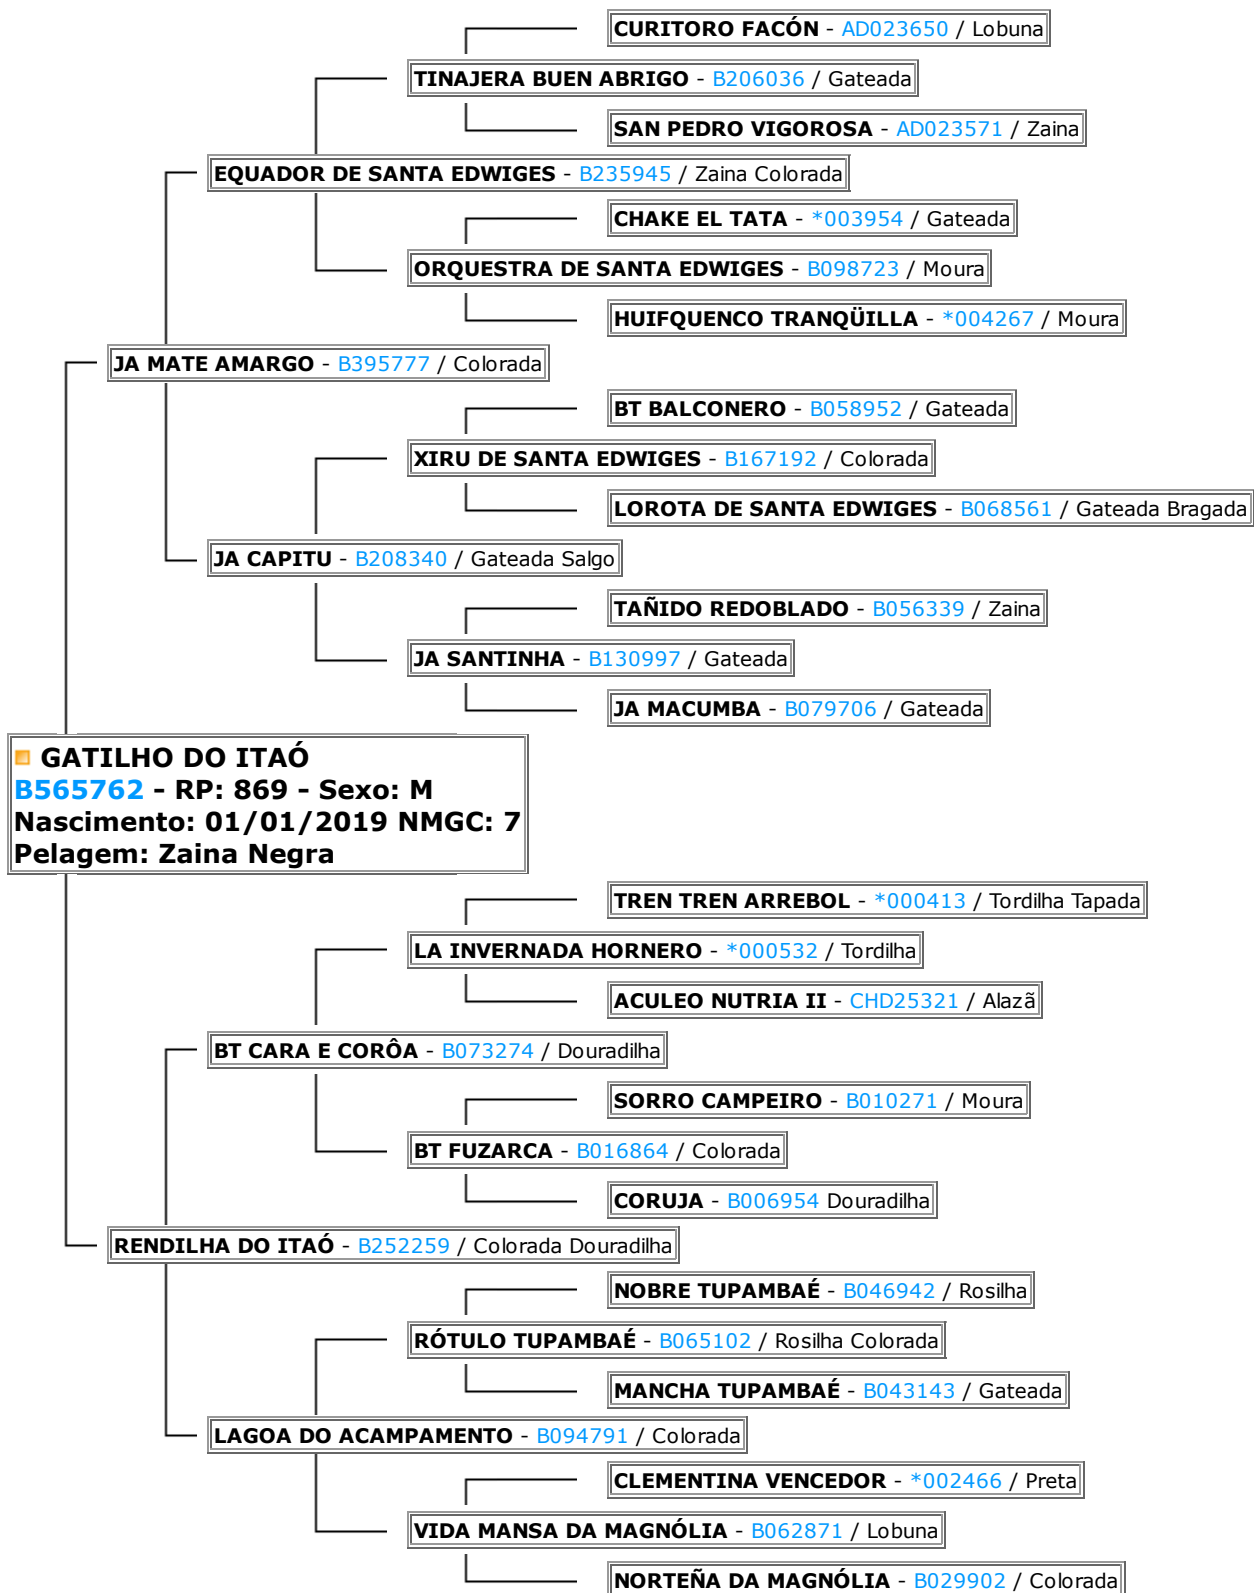 CURITORO FACÓN - AD023650 / Lobuna
TINAJERA BUEN ABRIGO - B206036 / Gateada
SAN PEDRO VIGOROSA - AD023571 / Zaina
EQUADOR DE SANTA EDWIGES - B235945 / Zaina Colorada
CHAKE EL TATA - *003954 / Gateada
ORQUESTRA DE SANTA EDWIGES - B098723 / Moura
HUIFQUENCO TRANQÜILLA - *004267 / Moura
JA MATE AMARGO - B395777 / Colorada
BT BALCONERO - B058952 / Gateada
XIRU DE SANTA EDWIGES - B167192 / Colorada
LOROTA DE SANTA EDWIGES - B068561 / Gateada Bragada
JA CAPITU - B208340 / Gateada Salgo
TAÑIDO REDOBLADO - B056339 / Zaina
JA SANTINHA - B130997 / Gateada
JA MACUMBA - B079706 / Gateada
GATILHO DO ITAÓ
B565762 - RP: 869 - Sexo: M
Nascimento: 01/01/2019 NMGC: 7
Pelagem: Zaina Negra
TREN TREN ARREBOL - *000413 / Tordilha Tapada
LA INVERNADA HORNERO - *000532 / Tordilha
ACULEO NUTRIA II - CHD25321 / Alazã
BT CARA E CORÔA - B073274 / Douradilha
SORRO CAMPEIRO - B010271 / Moura
BT FUZARCA - B016864 / Colorada
CORUJA - B006954 Douradilha
RENDILHA DO ITAÓ - B252259 / Colorada Douradilha
NOBRE TUPAMBAÉ - B046942 / Rosilha
RÓTULO TUPAMBAÉ - B065102 / Rosilha Colorada
MANCHA TUPAMBAÉ - B043143 / Gateada
LAGOA DO ACAMPAMENTO - B094791 / Colorada
CLEMENTINA VENCEDOR - *002466 / Preta
VIDA MANSA DA MAGNÓLIA - B062871 / Lobuna
NORTEÑA DA MAGNÓLIA - B029902 / Colorada